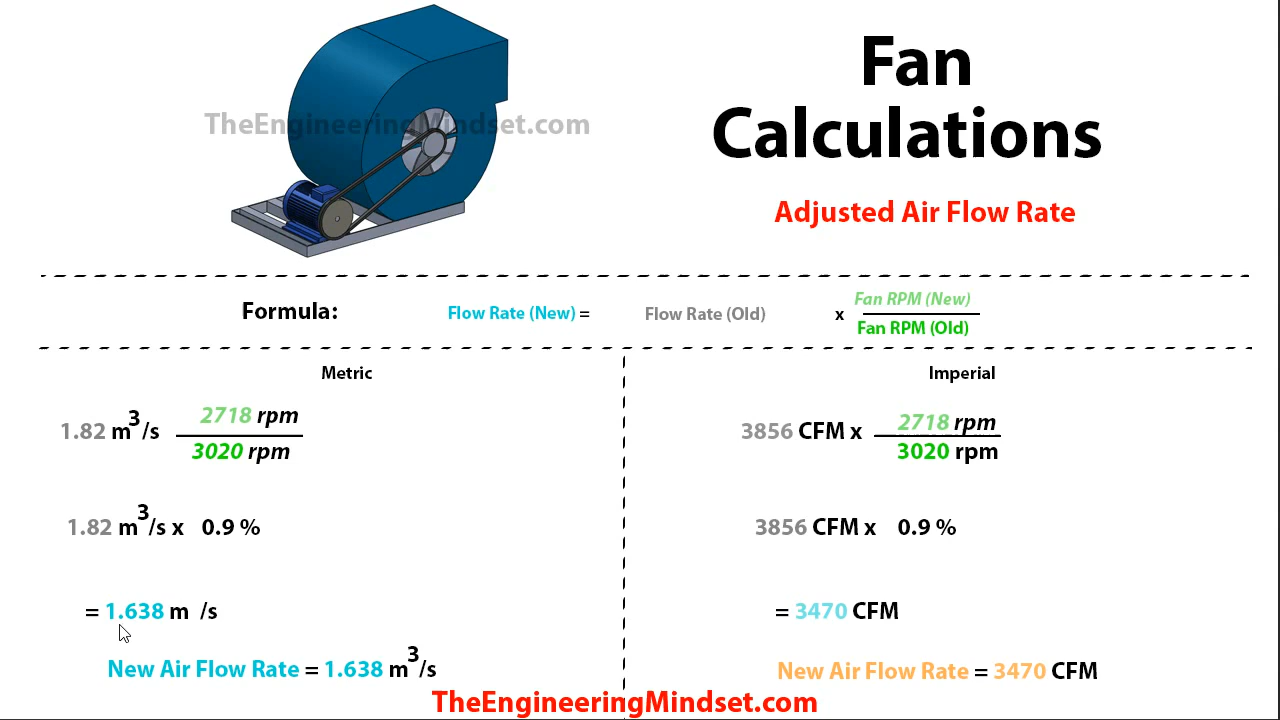 TheEngineeringMindset.com
Fan
Calculations
Adjusted Air Flow Rate
Formula: Flow Rate (New) = Flow Rate (Old) x Fan RPM (New)
Fan RPM (Old)
Metric
1.82 m³/s 2718 rpm
3020 rpm
1.82 m³/s x 0.9 %
= 1.638 m /s
New Air Flow Rate = 1.638 m³/s
Imperial
3856 CFM x 2718 rpm
3020 rpm
3856 CFM x 0.9 %
= 3470 CFM
New Air Flow Rate = 3470 CFM
TheEngineeringMindset.com